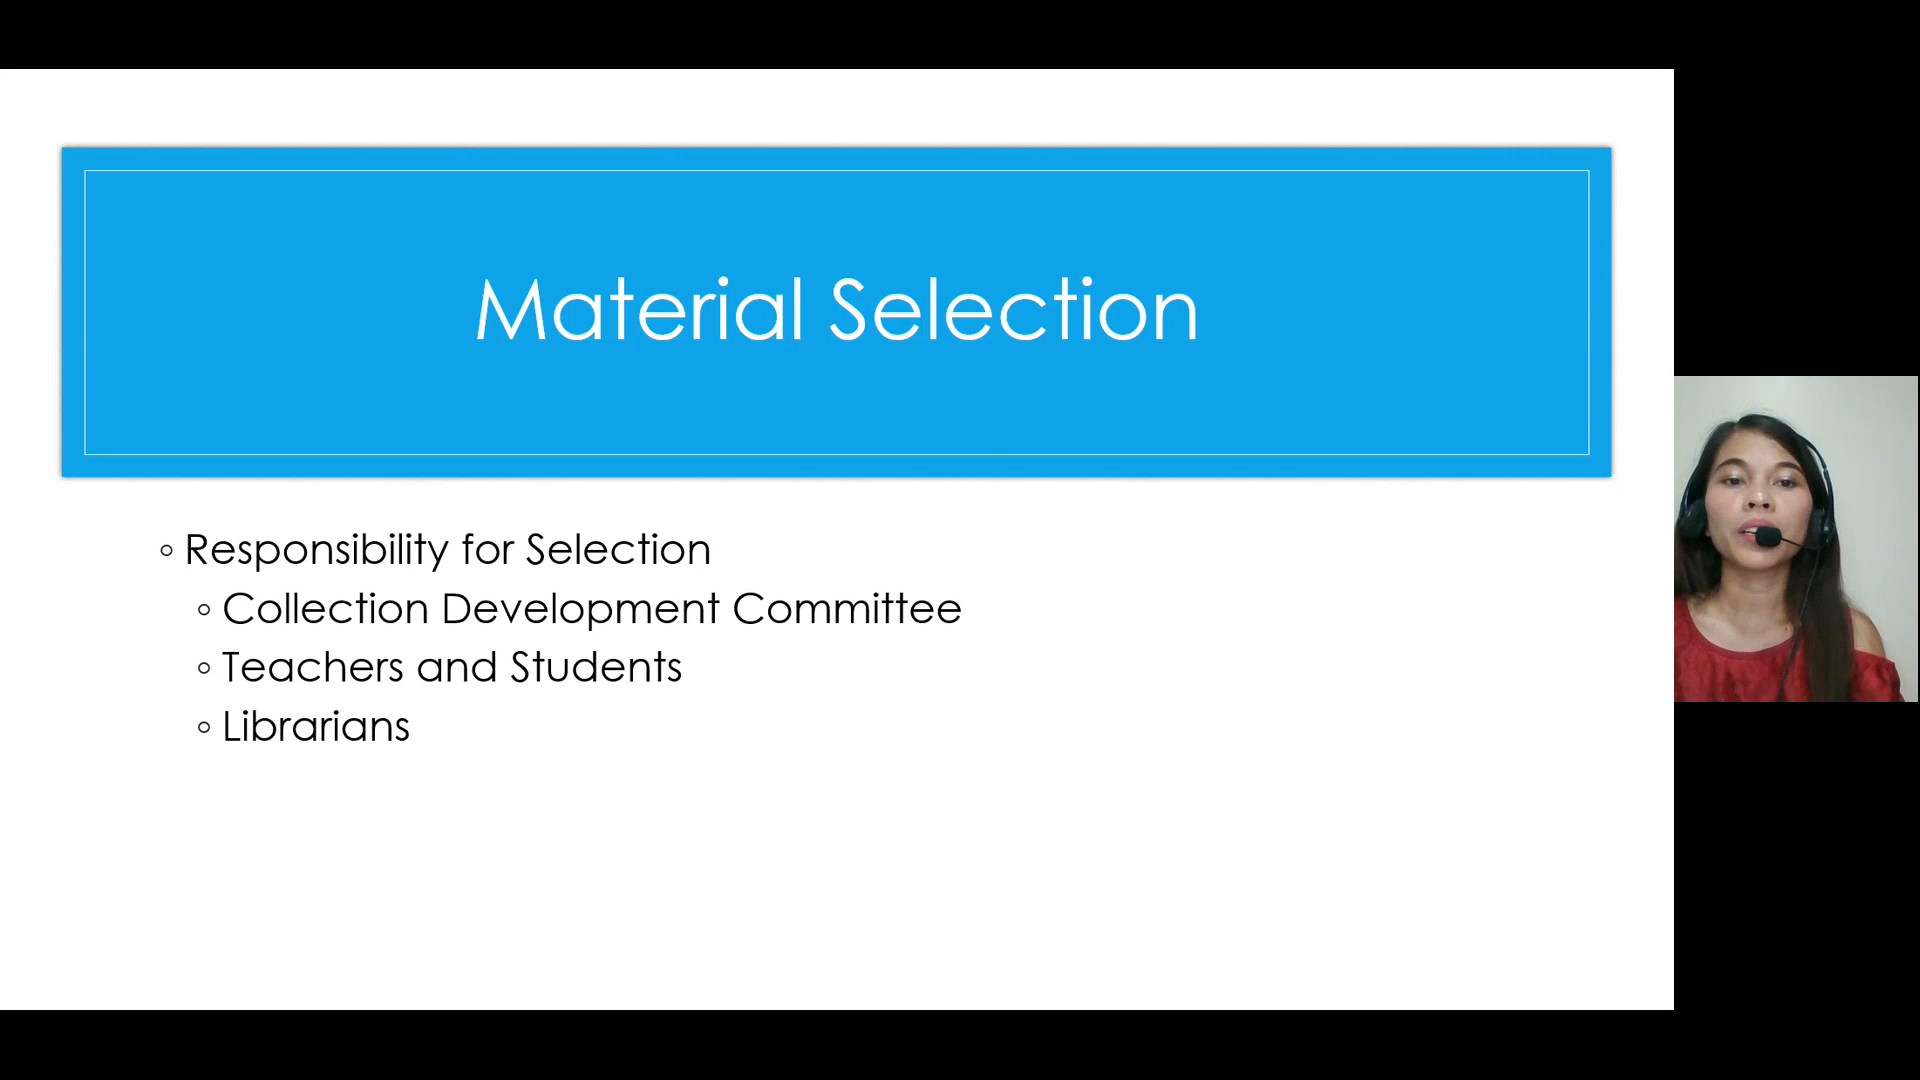 Material Selection
Responsibility for Selection
Collection Development Committee
Teachers and Students
Librarians